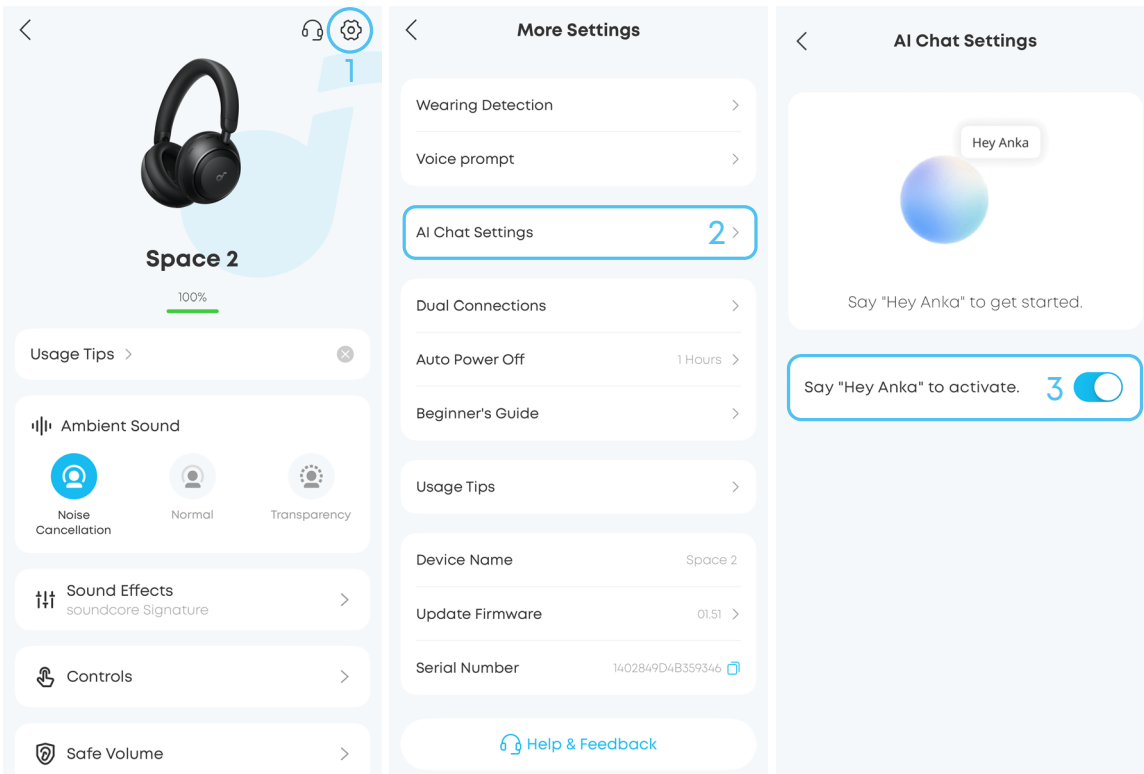 1
Space 2
100%
Usage Tips
Ambient Sound
Noise
Cancellation
Normal
Transparency
Sound Effects
soundcore Signature
Controls
Safe Volume
More Settings
Wearing Detection
Voice prompt
AI Chat Settings 2
Dual Connections
Auto Power Off 1 Hours
Beginner's Guide
Usage Tips
Device Name Space 2
Update Firmware 01.51
Serial Number 1402849D4B359346
Help & Feedback
AI Chat Settings
Hey Anka
Say "Hey Anka" to get started.
Say "Hey Anka" to activate. 3